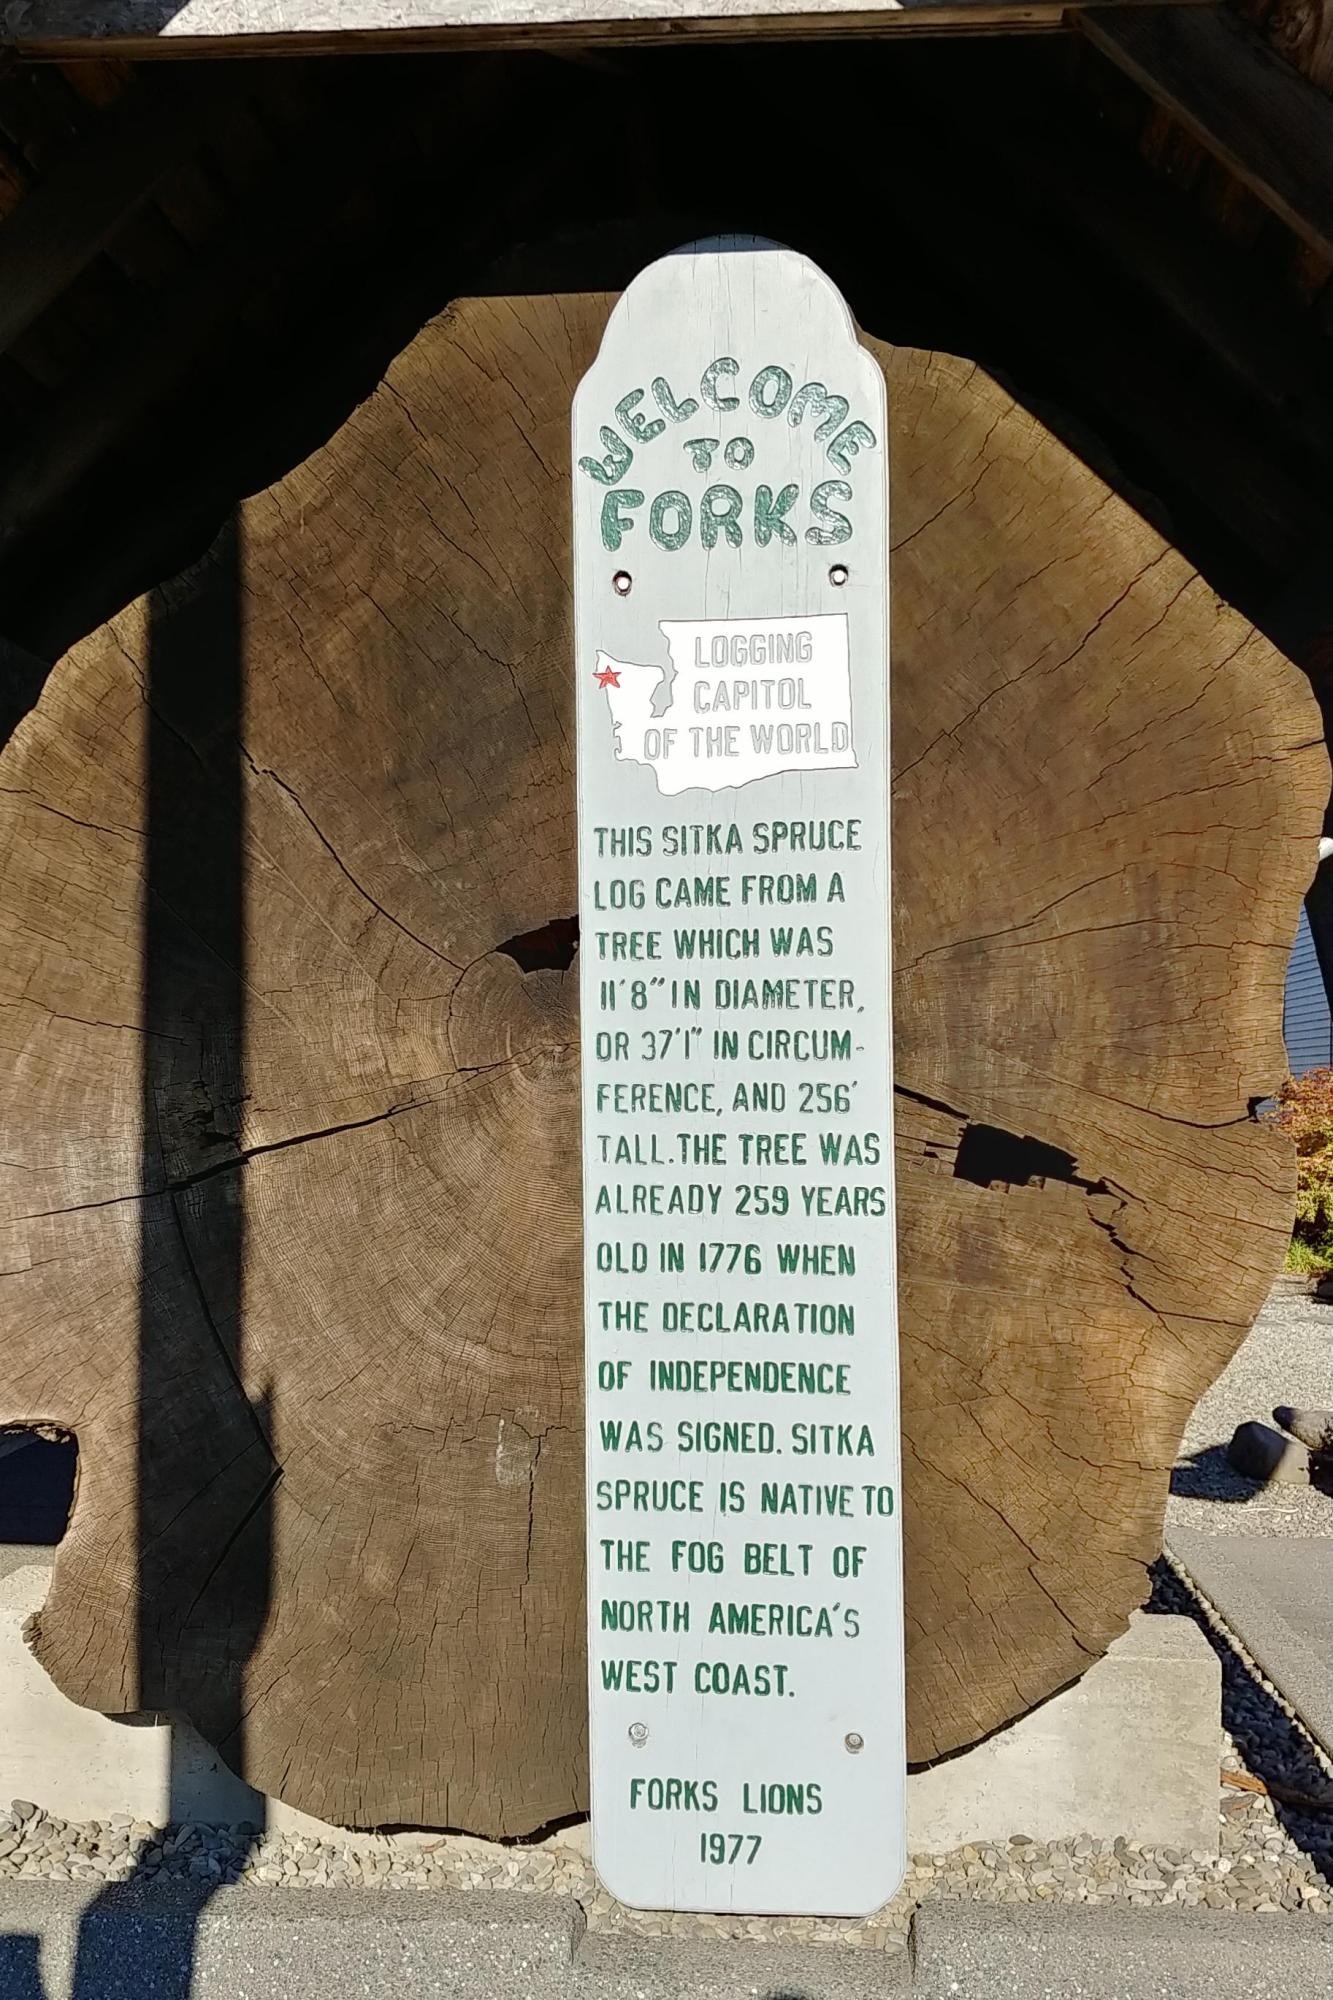 WELCOME
TO
FORKS
LOGGING
CAPITOL
OF THE WORLD
THIS SITKA SPRUCE
LOG CAME FROM A
TREE WHICH WAS
11'8" IN DIAMETER,
OR 37'1" IN CIRCUM-
FERENCE, AND 256'
TALL. THE TREE WAS
ALREADY 259 YEARS
OLD IN 1776 WHEN
THE DECLARATION
OF INDEPENDENCE
WAS SIGNED. SITKA
SPRUCE IS NATIVE TO
THE FOG BELT OF
NORTH AMERICA'S
WEST COAST.
FORKS LIONS
1977